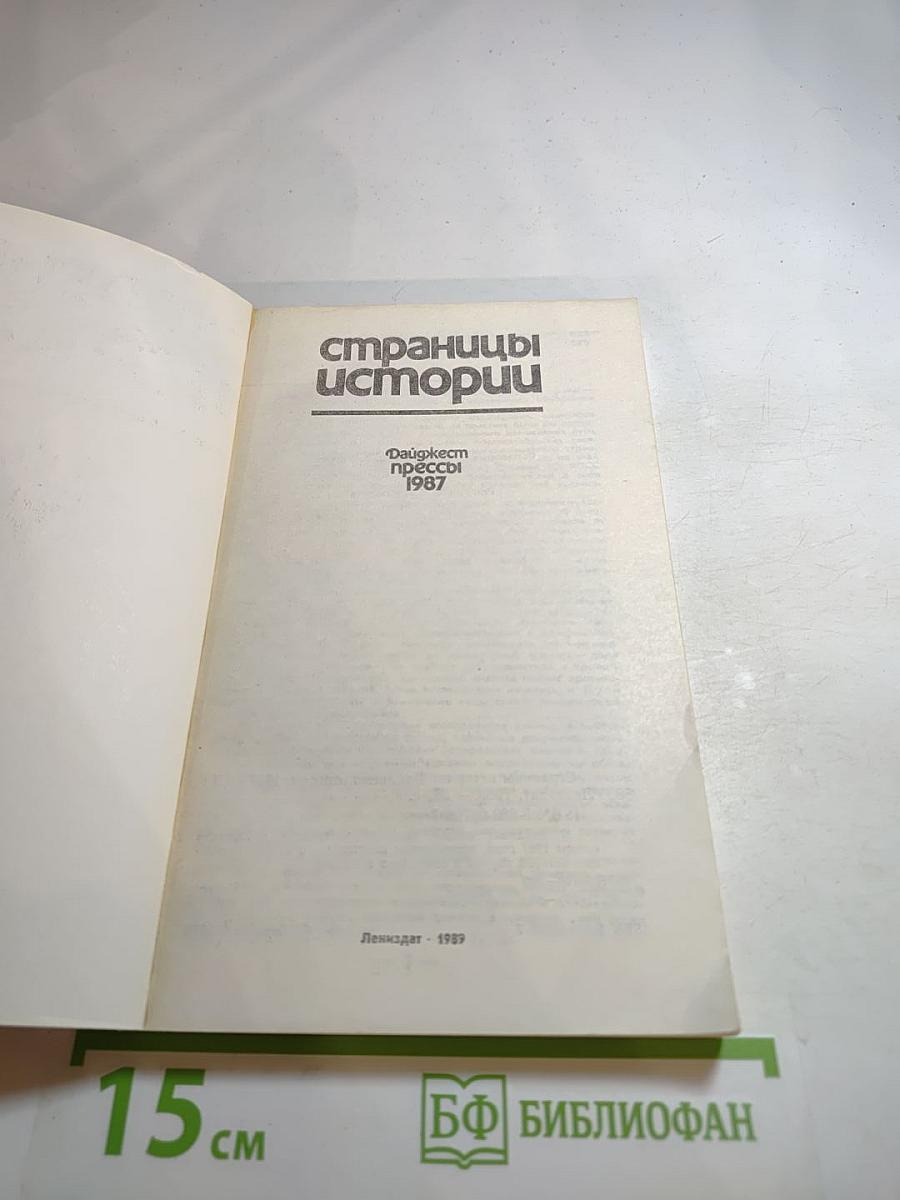 страницы
истории
Дайджест
прессы
1987
Лениздат · 1989
15 см
БФ БИБЛИОФАН